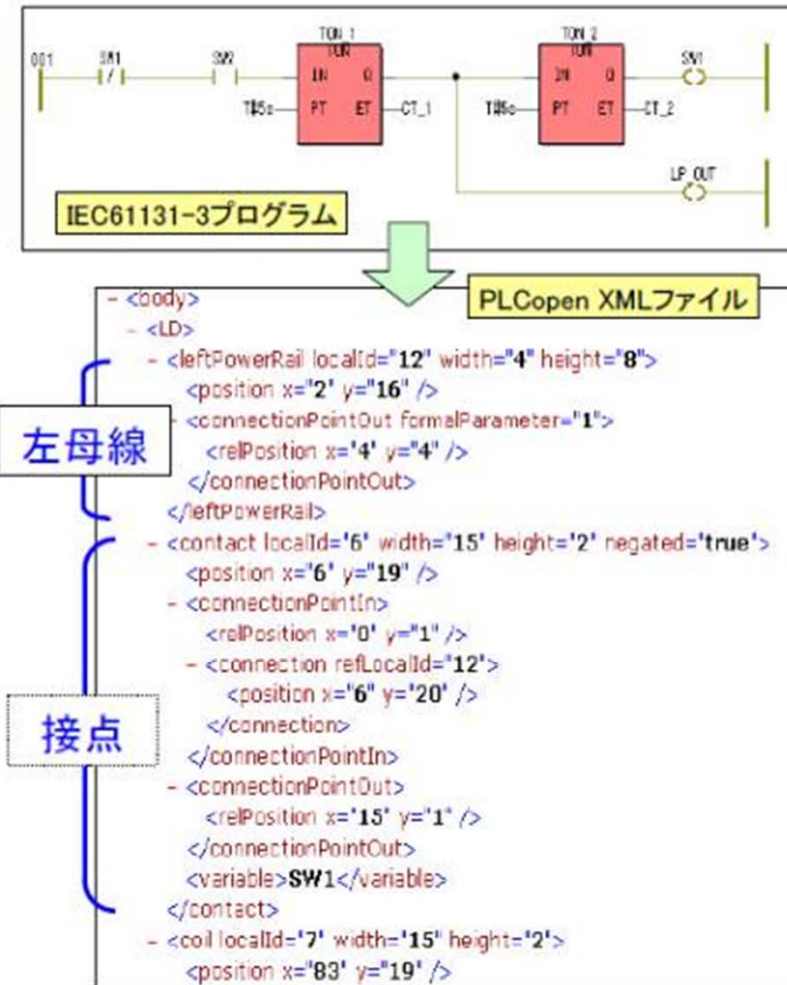 TON_1
TON_2
001
SW1
SW2
TON
TON
SW1
IN
Q
IN
Q
T#5s
PT
ET
CT_1
T#5s
PT
ET
CT_2
LP_OUT
IEC61131-3プログラム
PLCopen XMLファイル
- <body>
- <LD>
- <leftPowerRail localId="12" width="4" height="8">
<position x="2" y="16" />
- <connectionPointOut formalParameter="1">
<relPosition x="4" y="4" />
</connectionPointOut>
</leftPowerRail>
左母線
- <contact localId="6" width="15" height="2" negated="true">
<position x="6" y="19" />
- <connectionPointIn>
<relPosition x="0" y="1" />
- <connection refLocalId="12">
<position x="6" y="20" />
</connection>
</connectionPointIn>
- <connectionPointOut>
<relPosition x="15" y="1" />
</connectionPointOut>
<variable>SW1</variable>
</contact>
接点
- <coil localId="7" width="15" height="2">
<position x="83" y="19" />